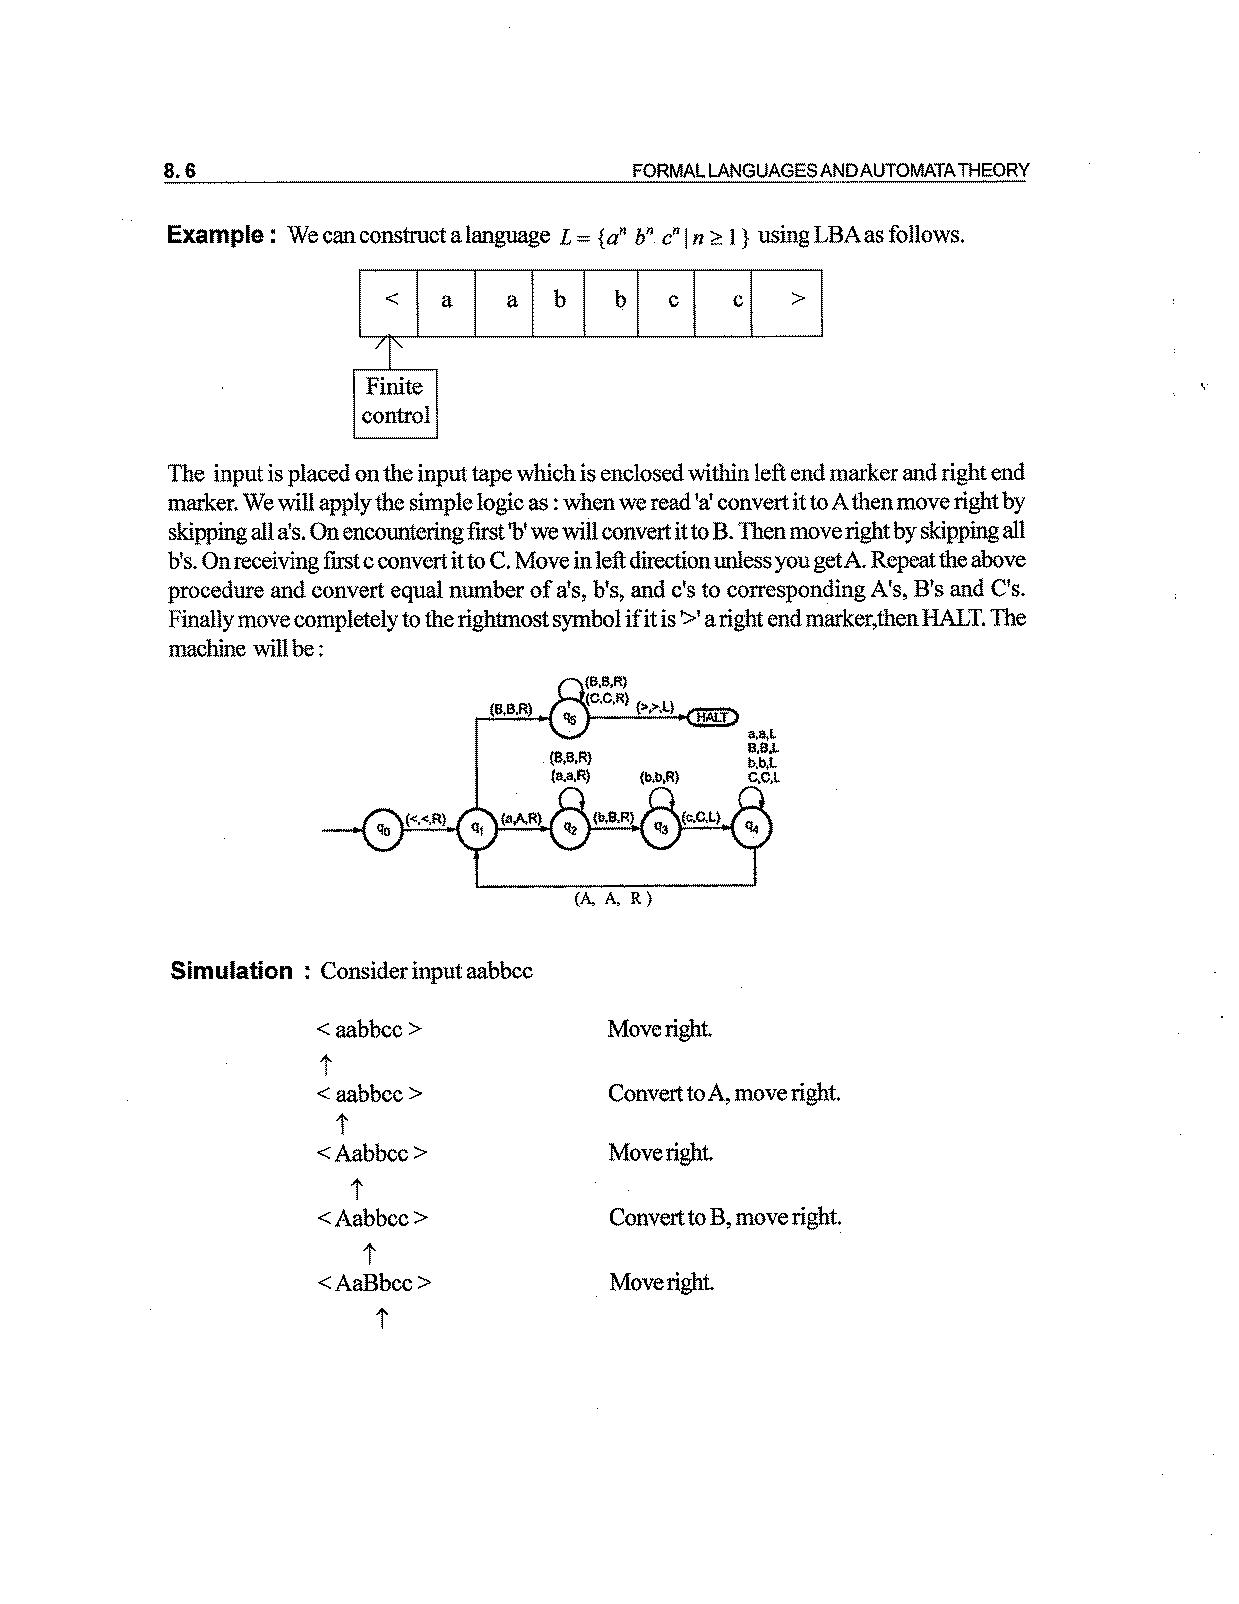 8. 6 FORMAL LANGUAGES AND AUTOMATA THEORY
Example : We can construct a language L = {aⁿ bⁿ cⁿ | n ≥ 1} using LBA as follows.
< a a b b c c >
Finite
control
The input is placed on the input tape which is enclosed within left end marker and right end
marker. We will apply the simple logic as : when we read 'a' convert it to A then move right by
skipping all a's. On encountering first 'b' we will convert it to B. Then move right by skipping all
b's. On receiving first c convert it to C. Move in left direction unless you get A. Repeat the above
procedure and convert equal number of a's, b's, and c's to corresponding A's, B's and C's.
Finally move completely to the rightmost symbol if it is '>' a right end marker,then HALT. The
machine will be :
(B,B,R)
(C,C,R)
(B,B,R) q₅ (>,>,L) HALT
a,a,L
B,B,L
(B,B,R) b,b,L
(a,a,R) (b,b,R) C,C,L
q₀ (<,<,R) q₁ (a,A,R) q₂ (b,B,R) q₃ (c,C,L) q₄
(A, A, R )
Simulation : Consider input aabbcc
< aabbcc > Move right.
↑
< aabbcc > Convert to A, move right.
↑
< Aabbcc > Move right.
↑
< Aabbcc > Convert to B, move right.
↑
< AaBbcc > Move right.
↑